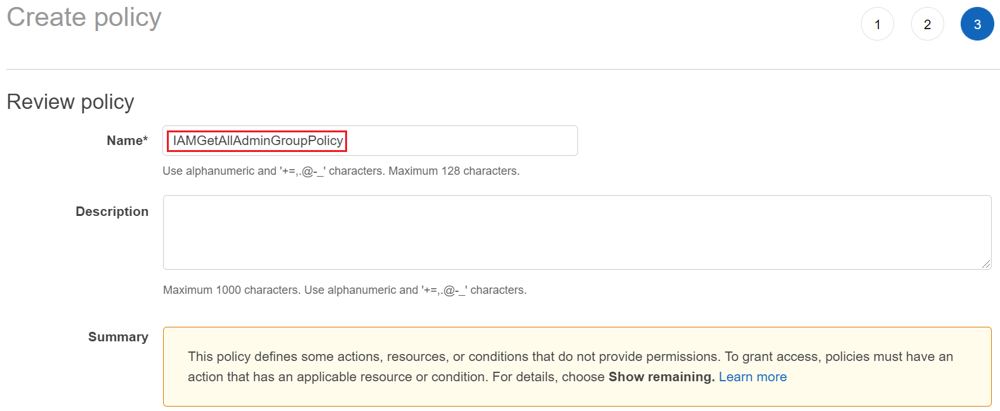 Create policy
1 2 3
Review policy
Name* IAMGetAllAdminGroupPolicy
Use alphanumeric and '+=,.@-_' characters. Maximum 128 characters.
Description
Maximum 1000 characters. Use alphanumeric and '+=,.@-_' characters.
Summary
This policy defines some actions, resources, or conditions that do not provide permissions. To grant access, policies must have an
action that has an applicable resource or condition. For details, choose Show remaining. Learn more